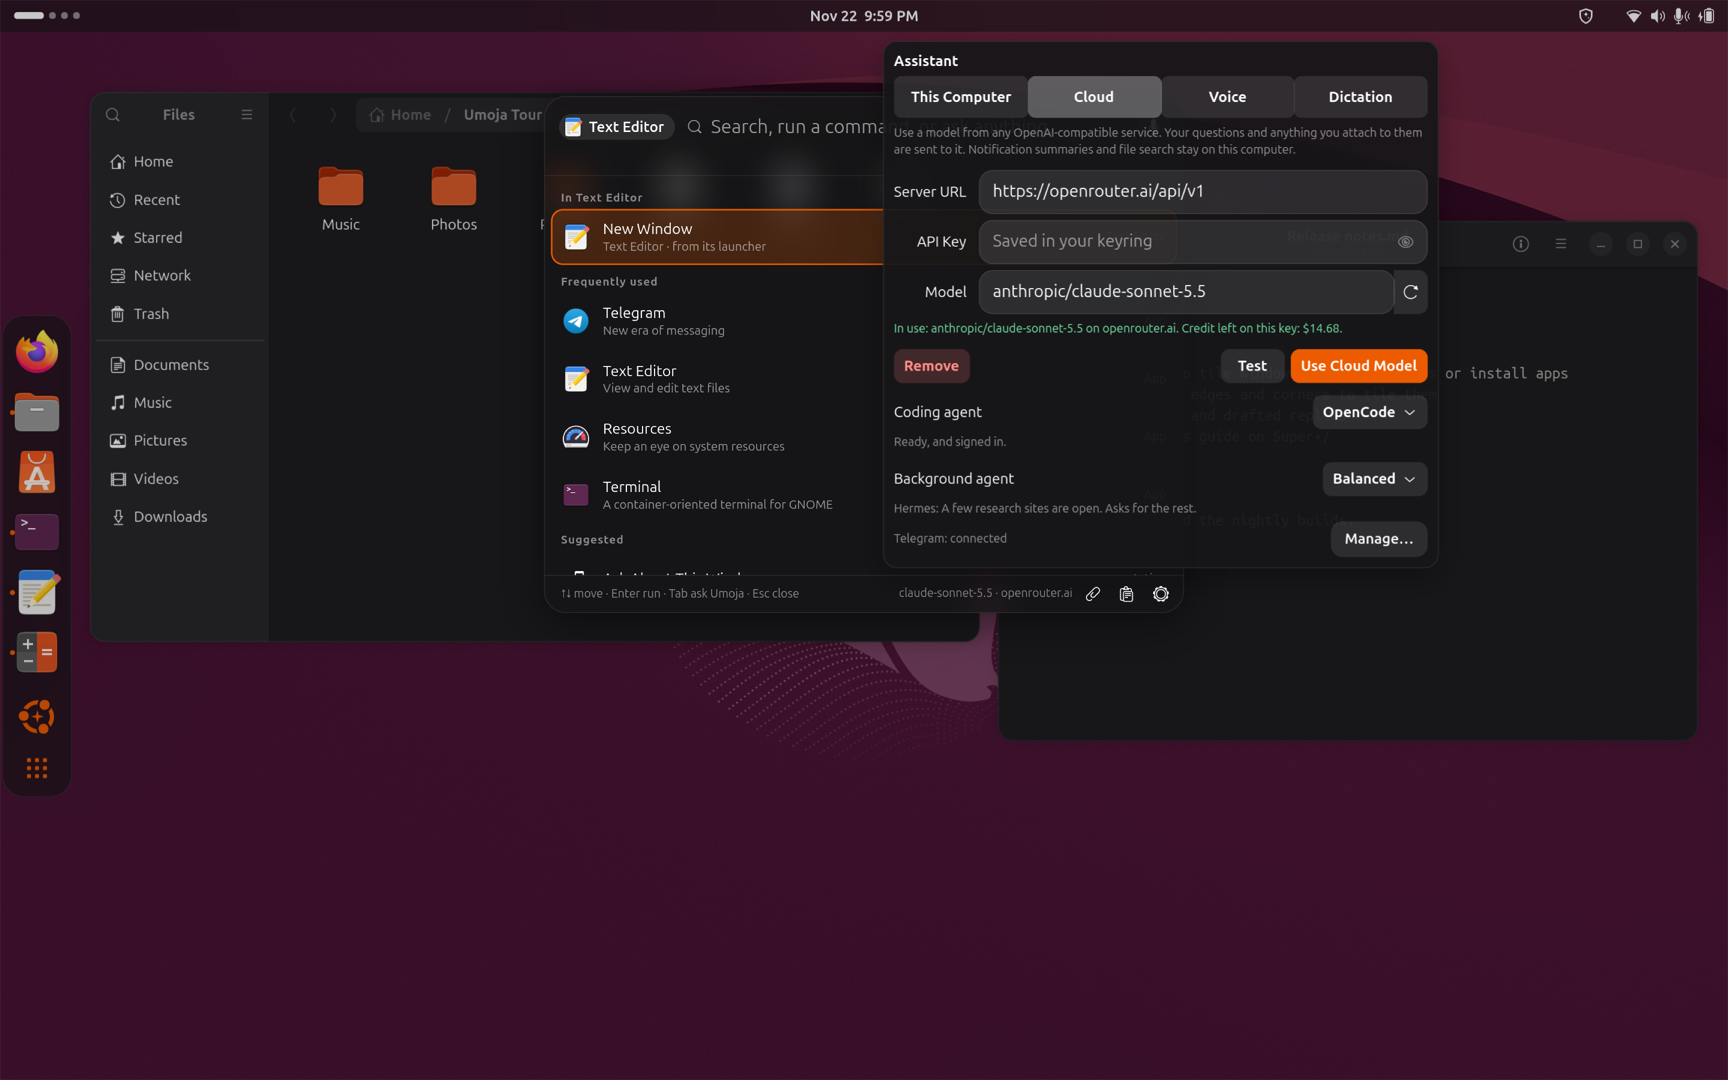 Nov 22 9:59 PM
Files
Home
Recent
Starred
Network
Trash
Documents
Music
Pictures
Videos
Downloads
Home / Umoja Tour
Music
Photos
Text Editor
Search, run a command, or ask anything
In Text Editor
New Window
Text Editor · from its launcher
Frequently used
Telegram
New era of messaging
Text Editor
View and edit text files
Resources
Keep an eye on system resources
Terminal
A container-oriented terminal for GNOME
Suggested
↑↓ move · Enter run · Tab ask Umoja · Esc close
claude-sonnet-5.5 · openrouter.ai
Assistant
This Computer
Cloud
Voice
Dictation
Use a model from any OpenAI-compatible service. Your questions and anything you attach to them
are sent to it. Notification summaries and file search stay on this computer.
Server URL
https://openrouter.ai/api/v1
API Key
Saved in your keyring
Model
anthropic/claude-sonnet-5.5
In use: anthropic/claude-sonnet-5.5 on openrouter.ai. Credit left on this key: $14.68.
Remove
Test
Use Cloud Model
Coding agent
OpenCode
Ready, and signed in.
Background agent
Balanced
Hermes: A few research sites are open. Asks for the rest.
Telegram: connected
Manage...
or install apps